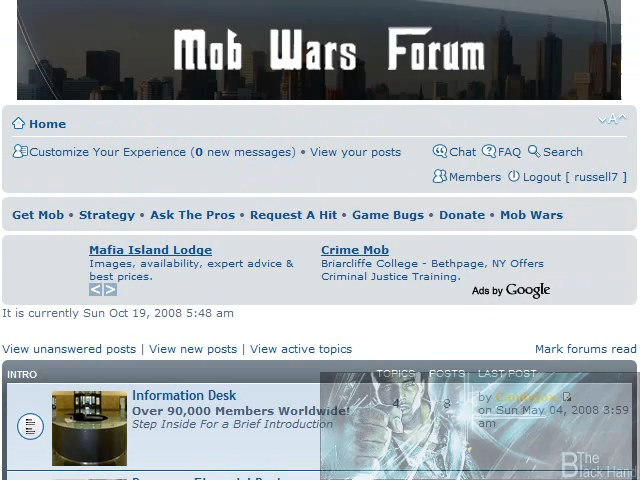 Mob Wars Forum
Home
Customize Your Experience (0 new messages) • View your posts
Chat FAQ Search
Members Logout [ russell7 ]
Get Mob • Strategy • Ask The Pros • Request A Hit • Game Bugs • Donate • Mob Wars
Mafia Island Lodge
Images, availability, expert advice &
best prices.
Crime Mob
Briarcliffe College - Bethpage, NY Offers
Criminal Justice Training.
Ads by Google
It is currently Sun Oct 19, 2008 5:48 am
View unanswered posts | View new posts | View active topics
Mark forums read
INTRO TOPICS POSTS LAST POST
Information Desk
Over 90,000 Members Worldwide!
Step Inside For a Brief Introduction
4 8
by
on Sun May 04, 2008 3:59
am
The
Black Hand